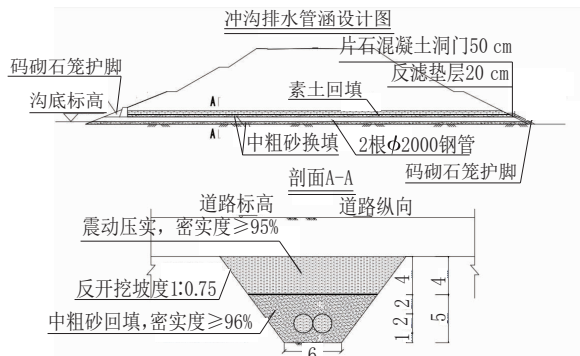 冲沟排水管涵设计图
片石混凝土洞门50 cm
码砌石笼护脚
反滤垫层20 cm
沟底标高
A
素土回填
A
中粗砂换填
2根ϕ2000钢管
码砌石笼护脚
剖面A-A
道路标高
道路纵向
震动压实，密实度≥95%
反开挖坡度1:0.75
中粗砂回填,密实度≥96%
4
4
2
2
1
5
6